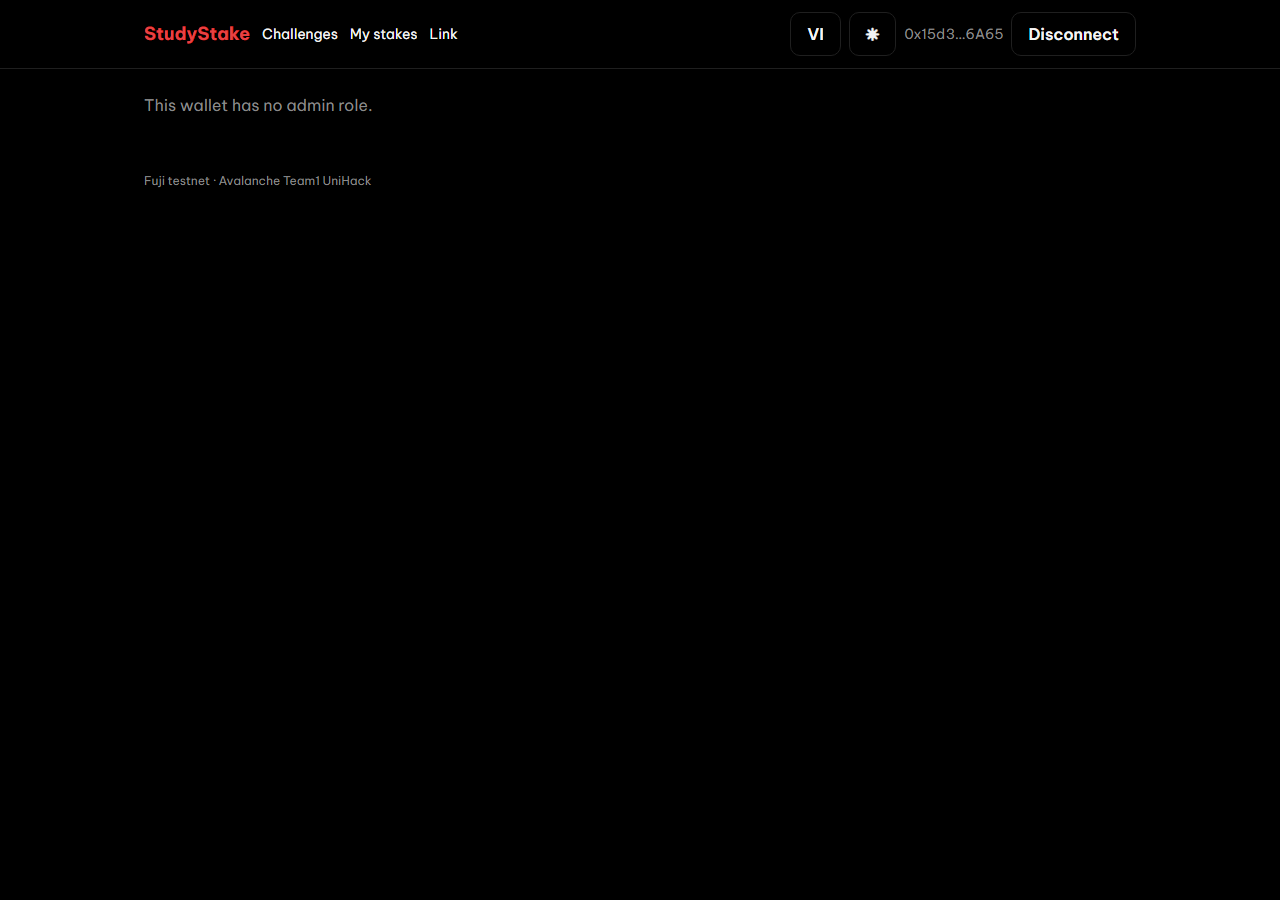 StudyStake Challenges My stakes Link VI 0x15d3...6A65 Disconnect
This wallet has no admin role.
Fuji testnet · Avalanche Team1 UniHack